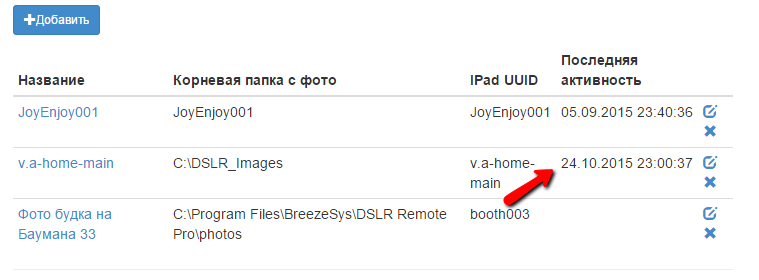 +Добавить
Последняя
Название Корневая папка с фото IPad UUID активность
JoyEnjoy001 JoyEnjoy001 JoyEnjoy001 05.09.2015 23:40:36
v.a-home-main C:\DSLR_Images v.a-home- 24.10.2015 23:00:37
main
Фото будка на C:\Program Files\BreezeSys\DSLR Remote booth003
Баумана 33 Pro\photos